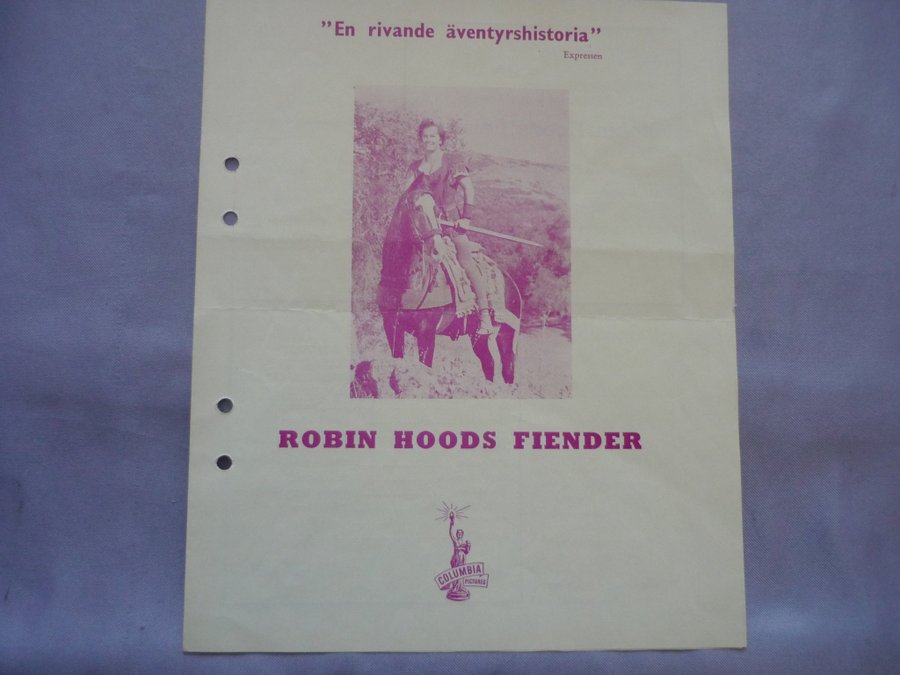 ”En rivande äventyrshistoria”
Expressen
ROBIN HOODS FIENDER
COLUMBIA
PICTURES